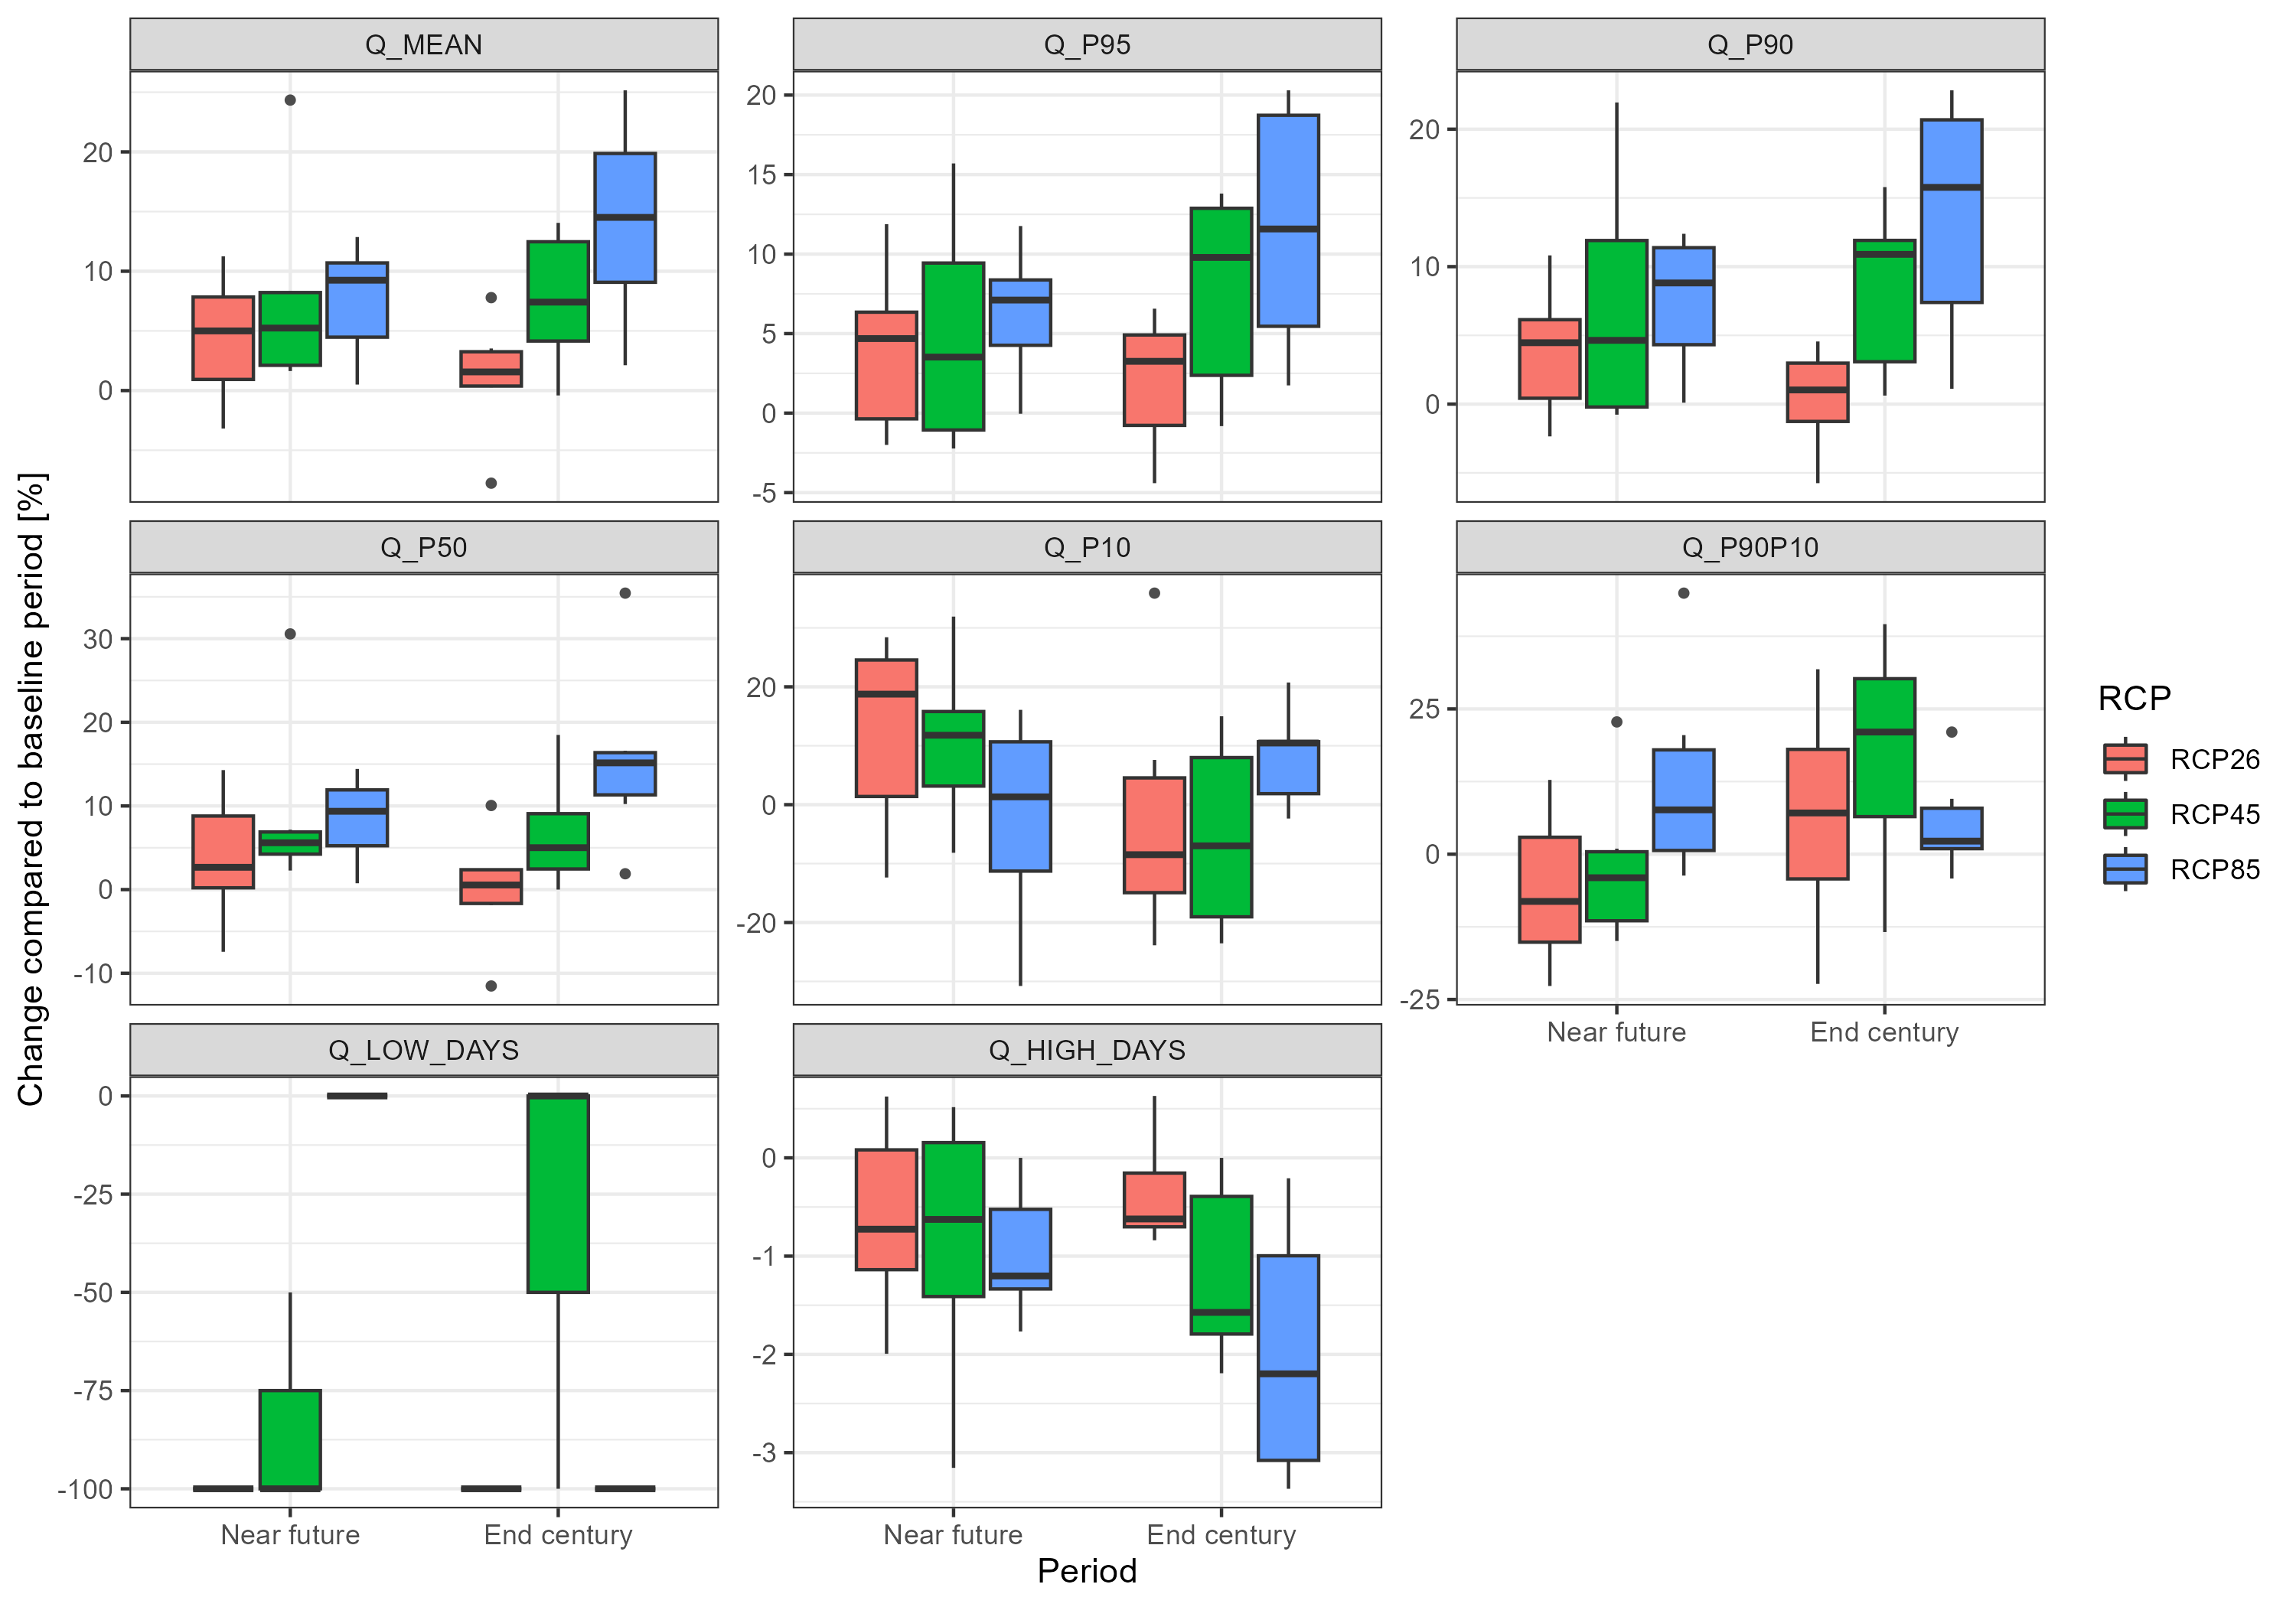 Q_MEAN
Q_P95
Q_P90
20
10
0
20
15
10
5
0
-5
20
10
0
Q_P50
Q_P10
Q_P90P10
30
20
10
0
-10
20
0
-20
25
0
-25
Near future End century
Q_LOW_DAYS
Q_HIGH_DAYS
0
-25
-50
-75
-100
0
-1
-2
-3
Near future End century
Near future End century
Period
Change compared to baseline period [%]
RCP
RCP26
RCP45
RCP85